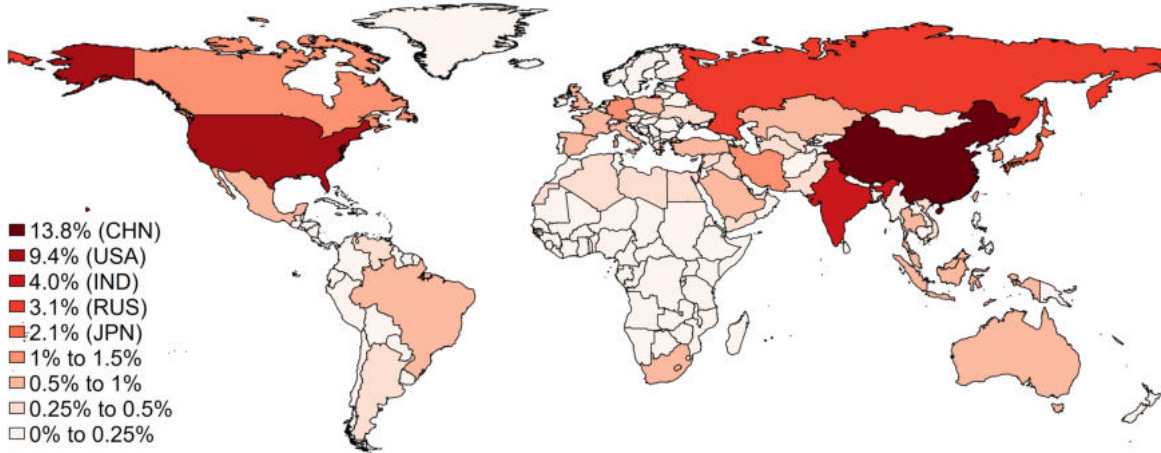 13.8% (CHN)
9.4% (USA)
4.0% (IND)
3.1% (RUS)
2.1% (JPN)
1% to 1.5%
0.5% to 1%
0.25% to 0.5%
0% to 0.25%